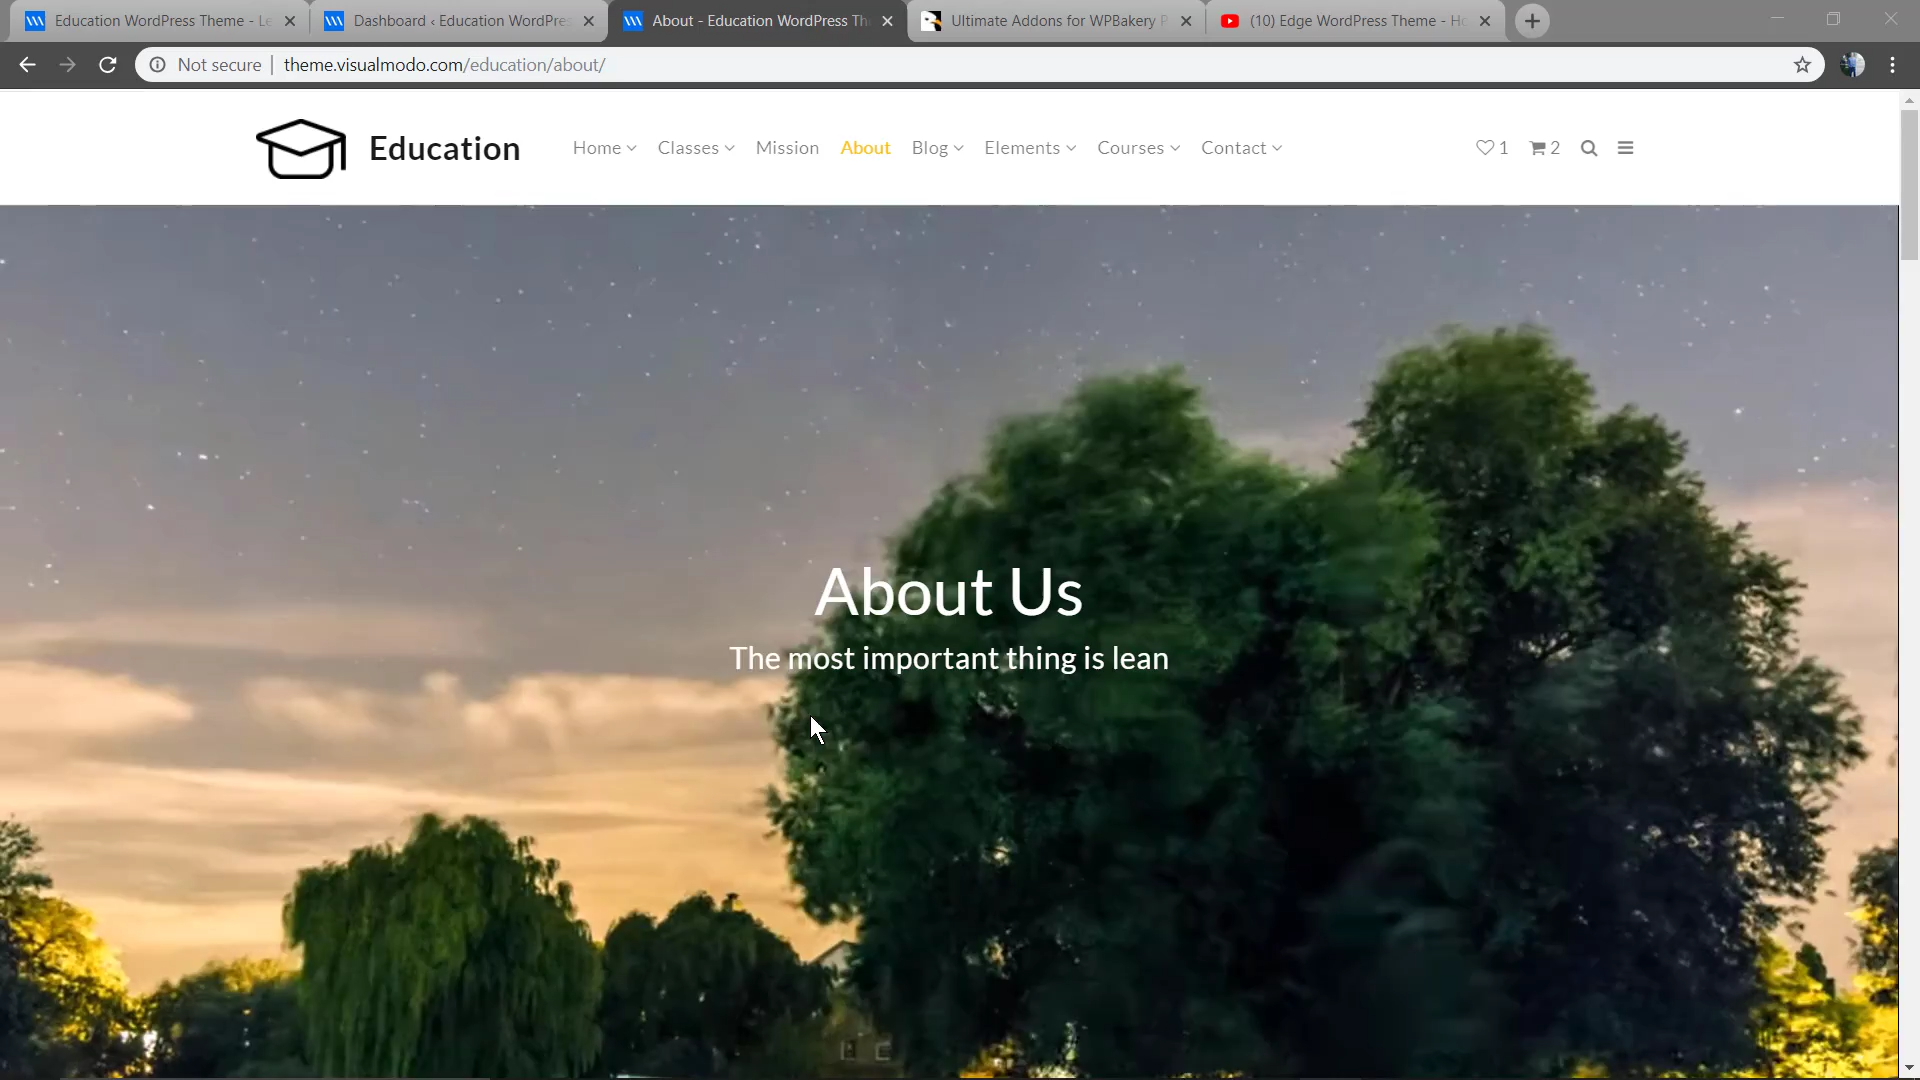 Education WordPress Theme - Le
Dashboard ‹ Education WordPres
About - Education WordPress Th
Ultimate Addons for WPBakery P
(10) Edge WordPress Theme - Ho
Not secure
theme.visualmodo.com/education/about/
Education
Home
Classes
Mission
About
Blog
Elements
Courses
Contact
1
2
About Us
The most important thing is lean